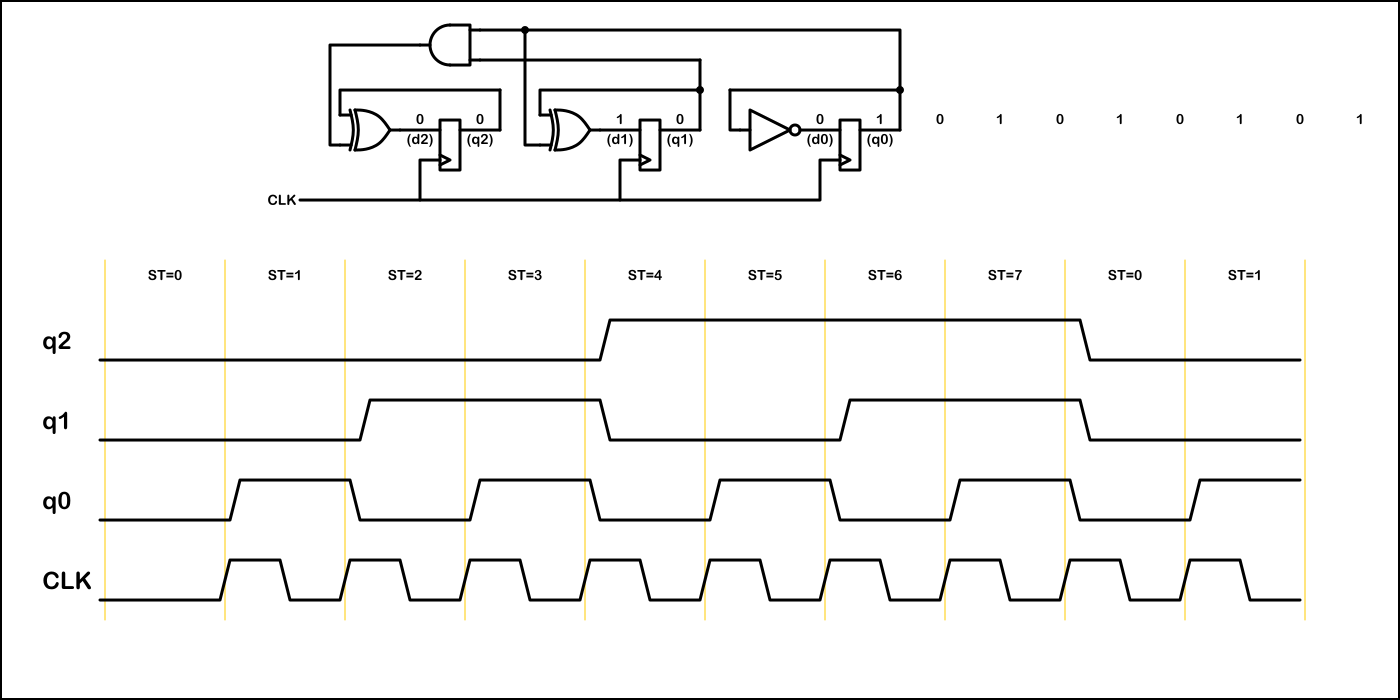 0 0 1 0 0 1 0 1 0 1 0 1 0 1
(d2) (q2) (d1) (q1) (d0) (q0)
CLK
ST=0 ST=1 ST=2 ST=3 ST=4 ST=5 ST=6 ST=7 ST=0 ST=1
q2
q1
q0
CLK